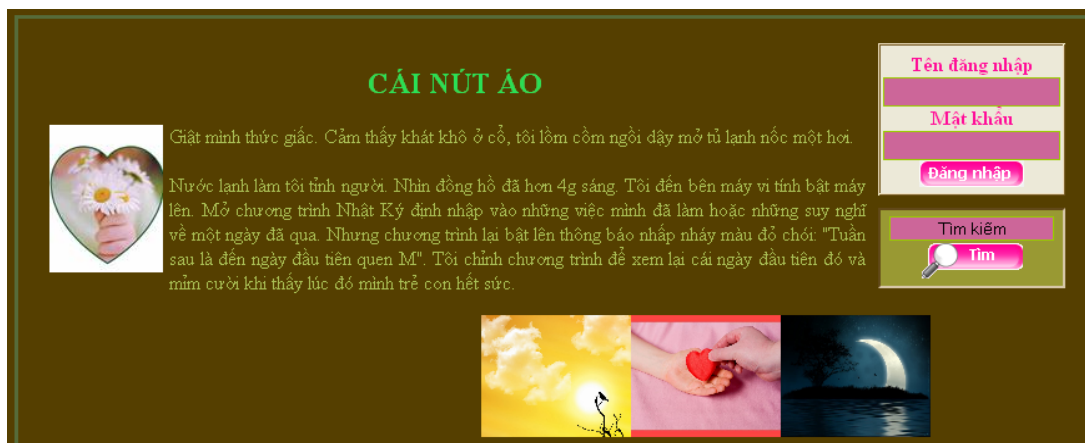 CÁI NÚT ÁO
Giật mình thức giấc. Cảm thấy khát khô ở cổ, tôi lồm cồm ngồi dậy mở tủ lạnh nốc một hơi.
Nước lạnh làm tôi tỉnh người. Nhìn đồng hồ đã hơn 4g sáng. Tôi đến bên máy vi tính bật máy
lên. Mở chương trình Nhật Ký định nhập vào những việc mình đã làm hoặc những suy nghĩ
về một ngày đã qua. Nhưng chương trình lại bật lên thông báo nhấp nháy màu đỏ chói: "Tuần
sau là đến ngày đầu tiên quen M". Tôi chỉnh chương trình để xem lại cái ngày đầu tiên đó và
mỉm cười khi thấy lúc đó mình trẻ con hết sức.
Tên đăng nhập
Mật khẩu
Đăng nhập
Tìm kiếm
Tìm